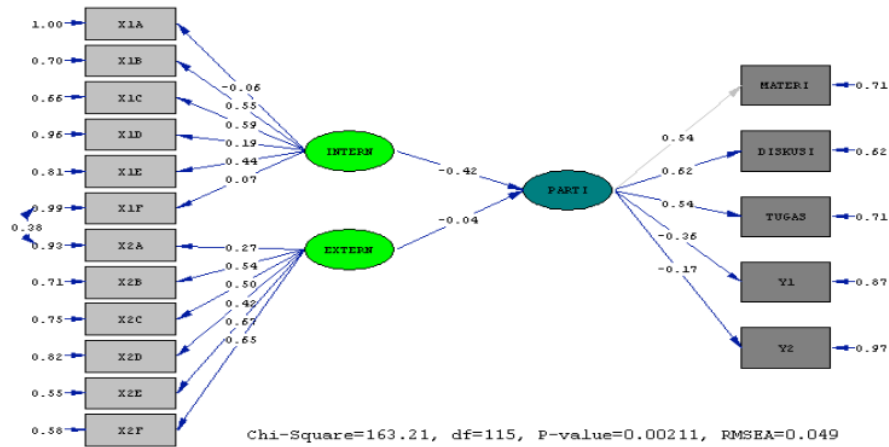 1.00 X1A
0.70 X1B
0.66 X1C
0.96 X1D
0.81 X1E
0.99 X1F
0.38
0.93 X2A
0.71 X2B
0.75 X2C
0.82 X2D
0.55 X2E
0.58 X2F
-0.06
0.55
0.59
0.19
0.44
0.07
INTERN
0.27
0.54
0.50
0.42
0.67
0.65
EXTERN
-0.42
-0.04
PARTI
0.54
0.62
0.54
-0.36
-0.17
MATERI 0.71
DISKUSI 0.62
TUGAS 0.71
Y1 0.87
Y2 0.97
Chi-Square=163.21, df=115, P-value=0.00211, RMSEA=0.049